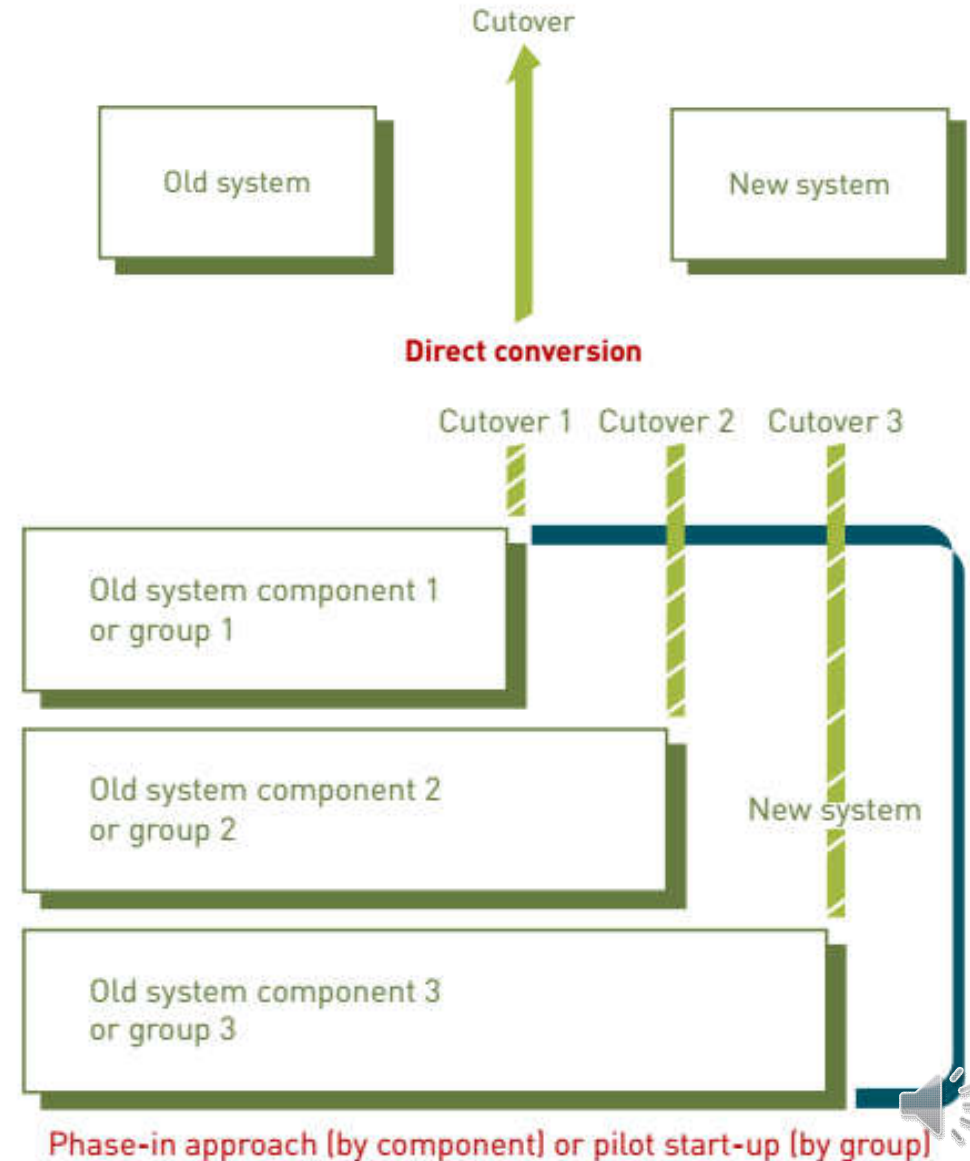 Cutover
Old system
New system
Direct conversion
Cutover 1
Cutover 2
Cutover 3
Old system component 1
or group 1
Old system component 2
or group 2
New system
Old system component 3
or group 3
Phase-in approach (by component) or pilot start-up (by group)